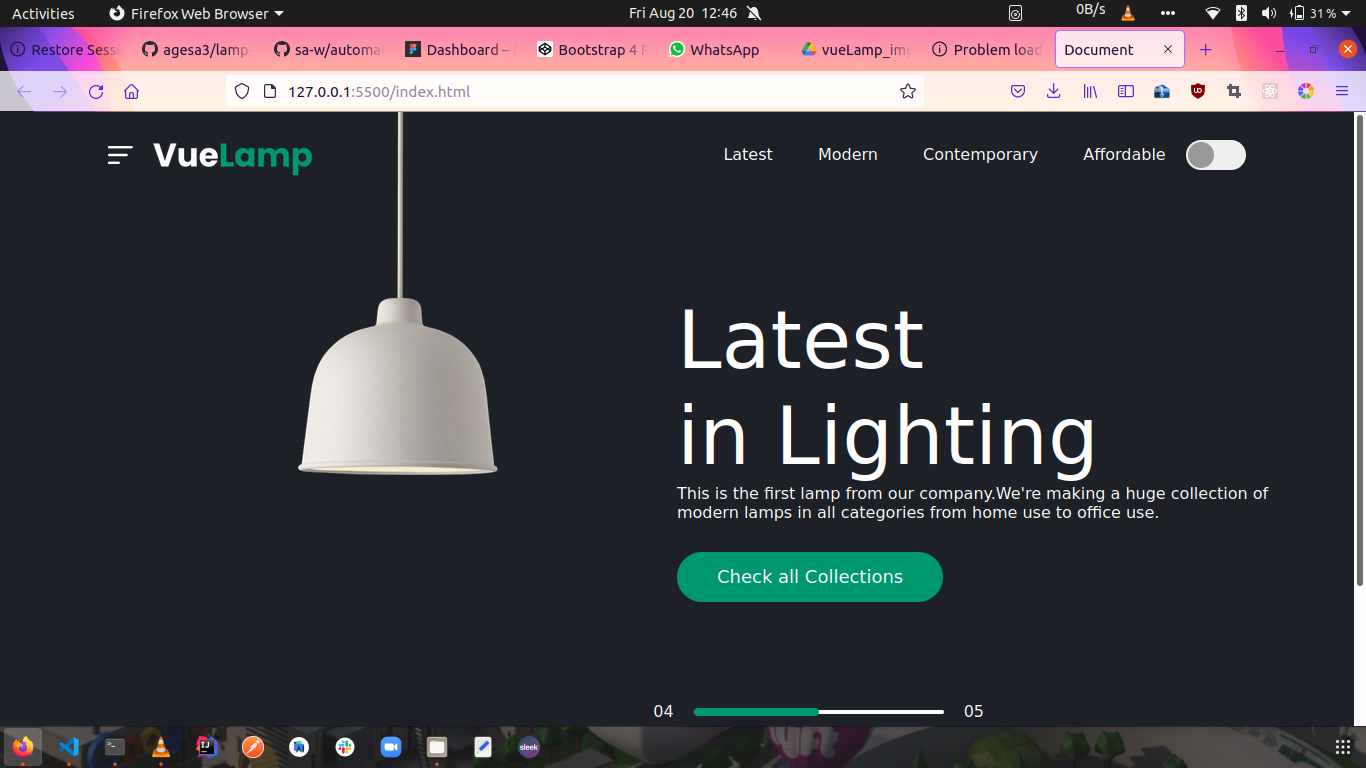 Activities
Firefox Web Browser
Fri Aug 20 12:46
0B/s
31 %
Restore Sessi
agesa3/lamp-
sa-w/automat
Dashboard –
Bootstrap 4 R
WhatsApp
vueLamp_img
Problem load
Document
127.0.0.1:5500/index.html
VueLamp
Latest
Modern
Contemporary
Affordable
Latest
in Lighting
This is the first lamp from our company.We're making a huge collection of
modern lamps in all categories from home use to office use.
Check all Collections
04
05
sleek